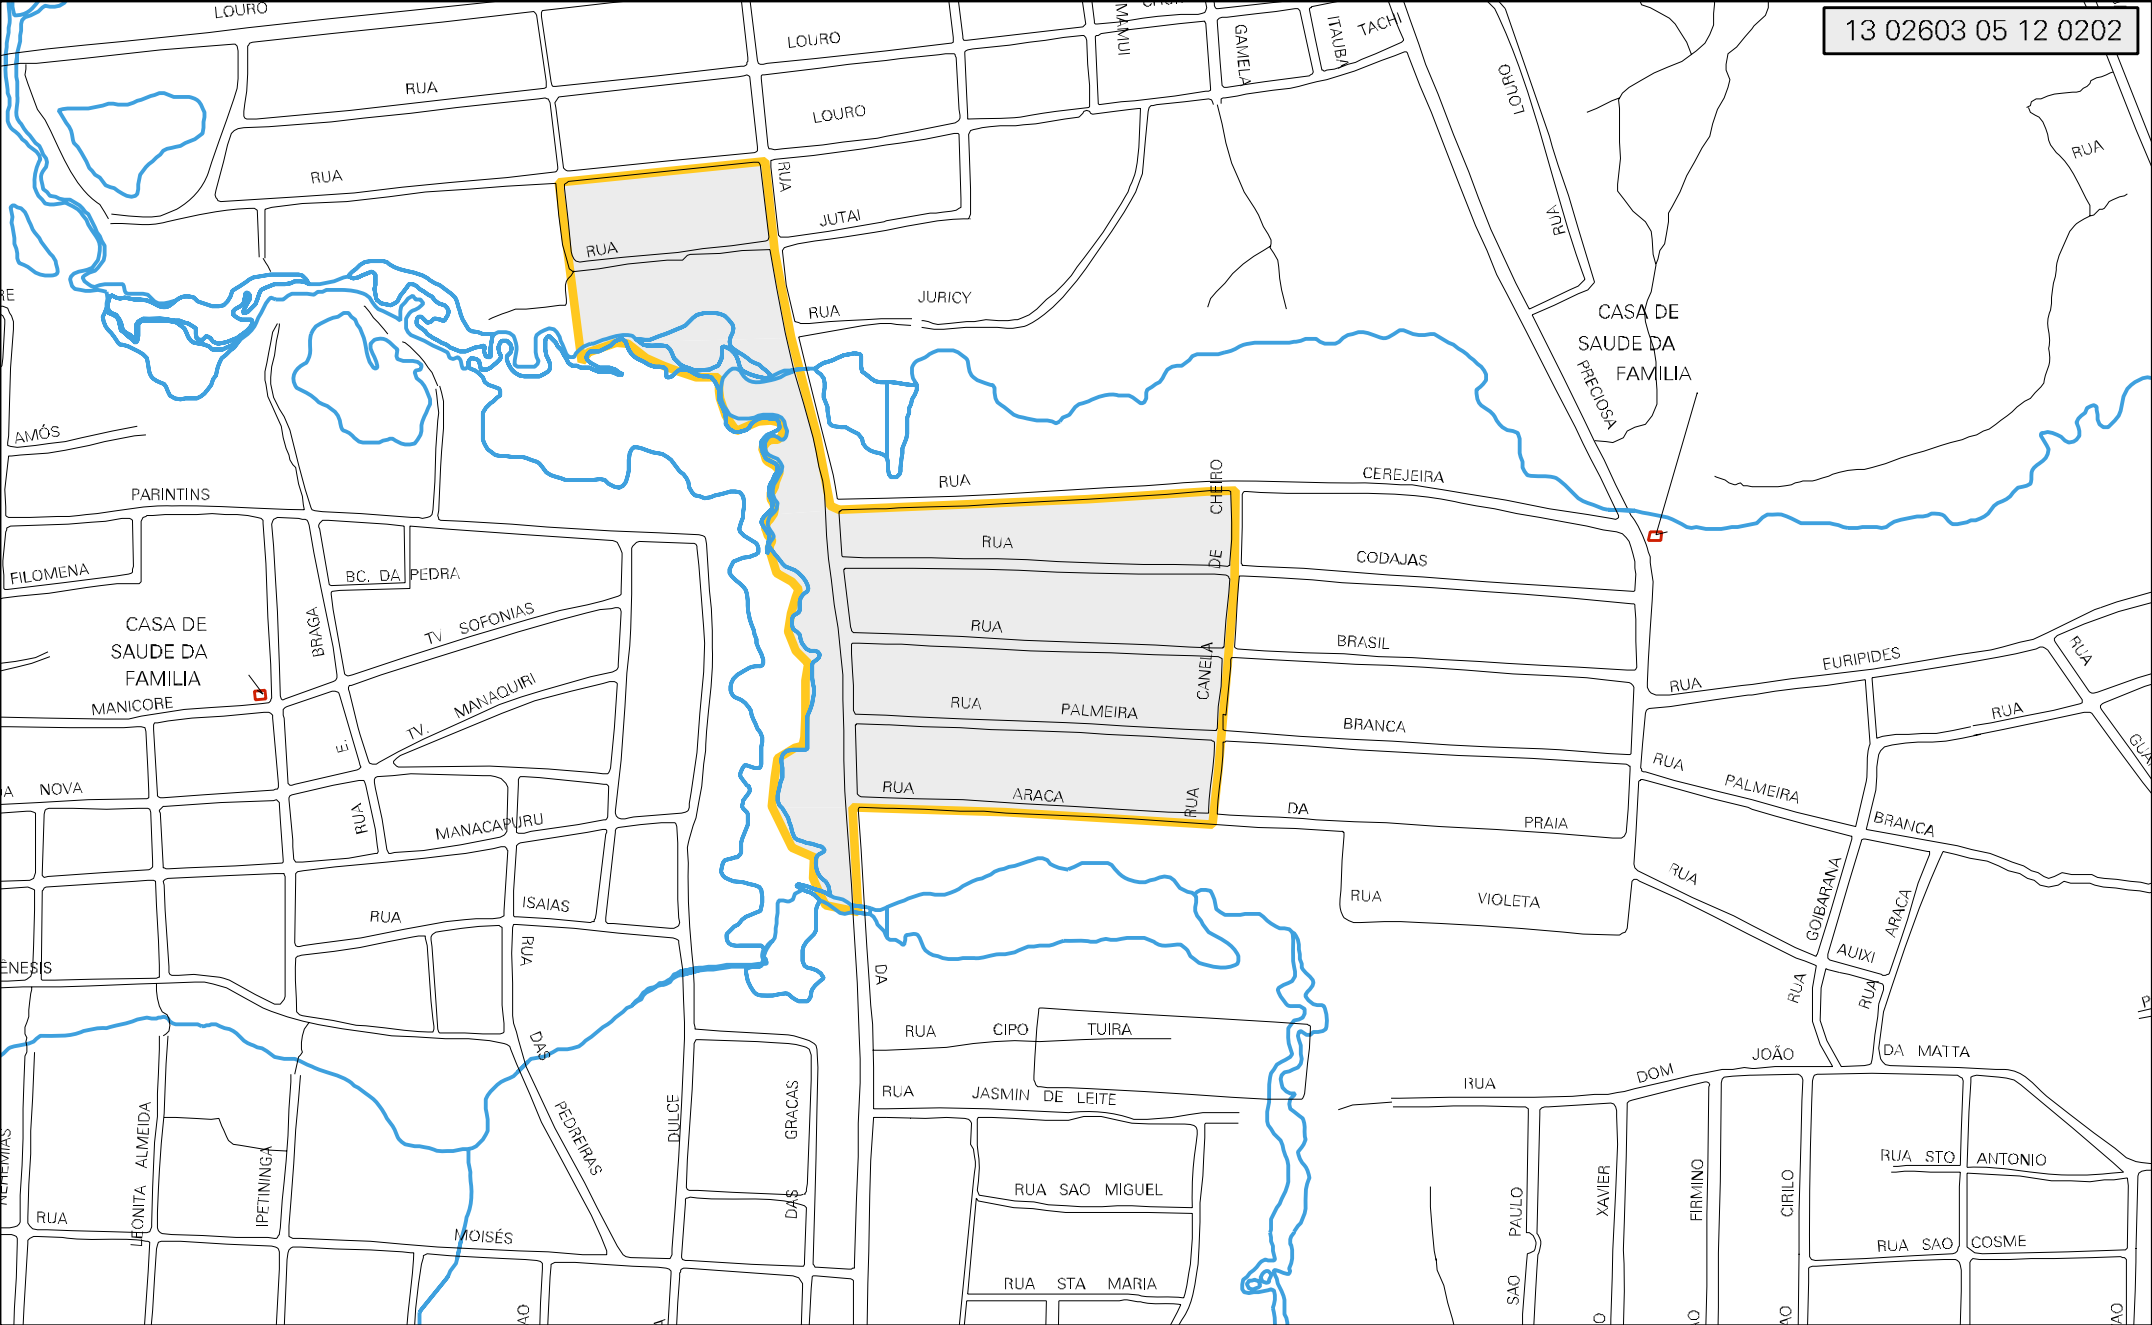 LOURO
13 02603 05 12 0202
MAMUI
GAMELA
ITAUBA
TACHI
LOURO
RUA
LOURO
LOURO
RUA
RUA
RUA
RUA
JUTAI
RUA
RUA
RUA
JURICY
RUA
CASA DE
SAUDE DA
FAMILIA
PRECIOSA
AMÓS
PARINTINS
RUA
CHEIRO
CEREJEIRA
RUA
DE
CODAJAS
FILOMENA
BC. DA PEDRA
TV SOFONIAS
BRAGA
CASA DE
SAUDE DA
FAMILIA
MANICORE
TV. MANAQUIRI
E.
RUA
BRASIL
CANELA
RUA PALMEIRA
BRANCA
RUA
EURIPIDES
RUA
RUA
RUA
PALMEIRA
BRANCA
NOVA
RUA
MANACAPURU
RUA
ARACA
RUA
DA
PRAIA
RUA
VIOLETA
RUA
GOIBARANA
ARACA
AUIXI
RUA
RUA
RUA
ISAIAS
RUA
DAS
PEDREIRAS
DA
RUA CIPO TUIRA
RUA JASMIN DE LEITE
RUA
DOM
JOÃO
DA MATTA
DULCE
DAS
GRACAS
LEONITA ALMEIDA
IPETININGA
RUA
MOISÉS
RUA SAO MIGUEL
RUA STA MARIA
SAO PAULO
XAVIER
FIRMINO
CIRILO
RUA STO ANTONIO
RUA SAO COSME